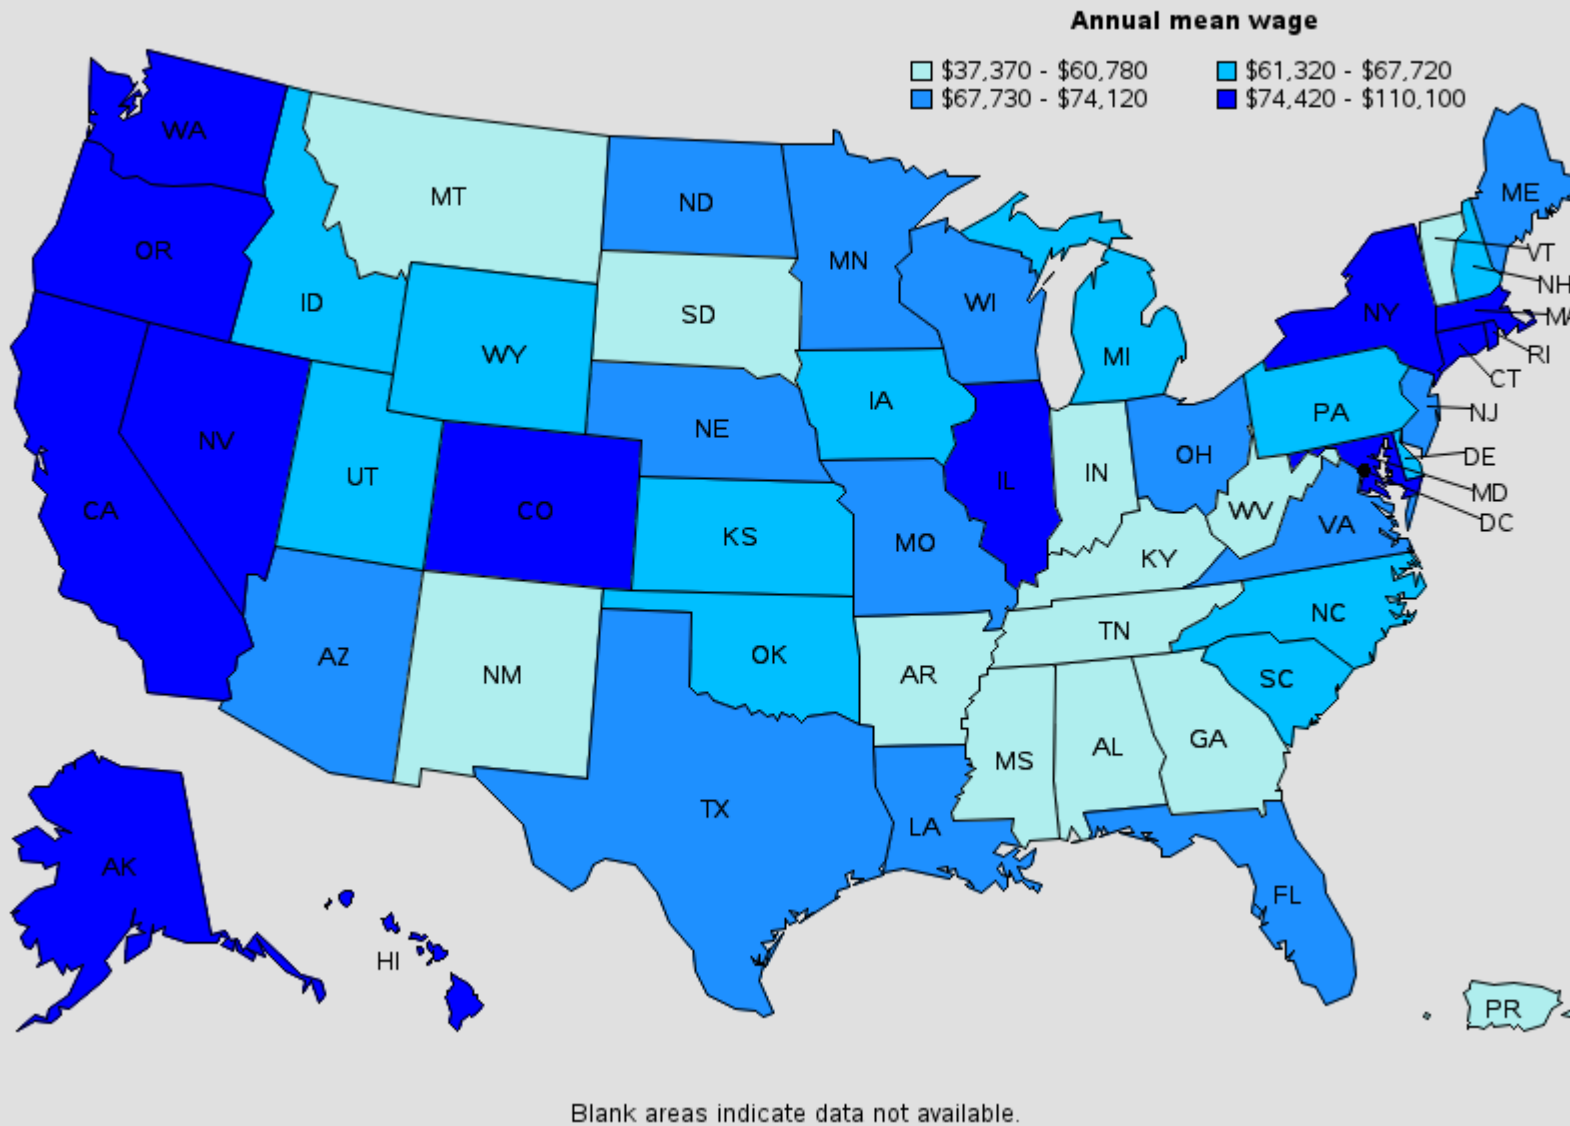 Annual mean wage
$37,370 - $60,780 $61,320 - $67,720
$67,730 - $74,120 $74,420 - $110,100
WA
MT
ND
ME
OR
ID
MN
VT
SD
WI
NH
NY
MA
WY
MI
RI
IA
CT
NE
PA
NJ
NV
OH
UT
IN
DE
CA
CO
IL
MD
KS
MO
WV
VA
DC
KY
NC
AZ
OK
TN
NM
AR
SC
MS
AL
GA
TX
LA
AK
FL
HI
PR
Blank areas indicate data not available.